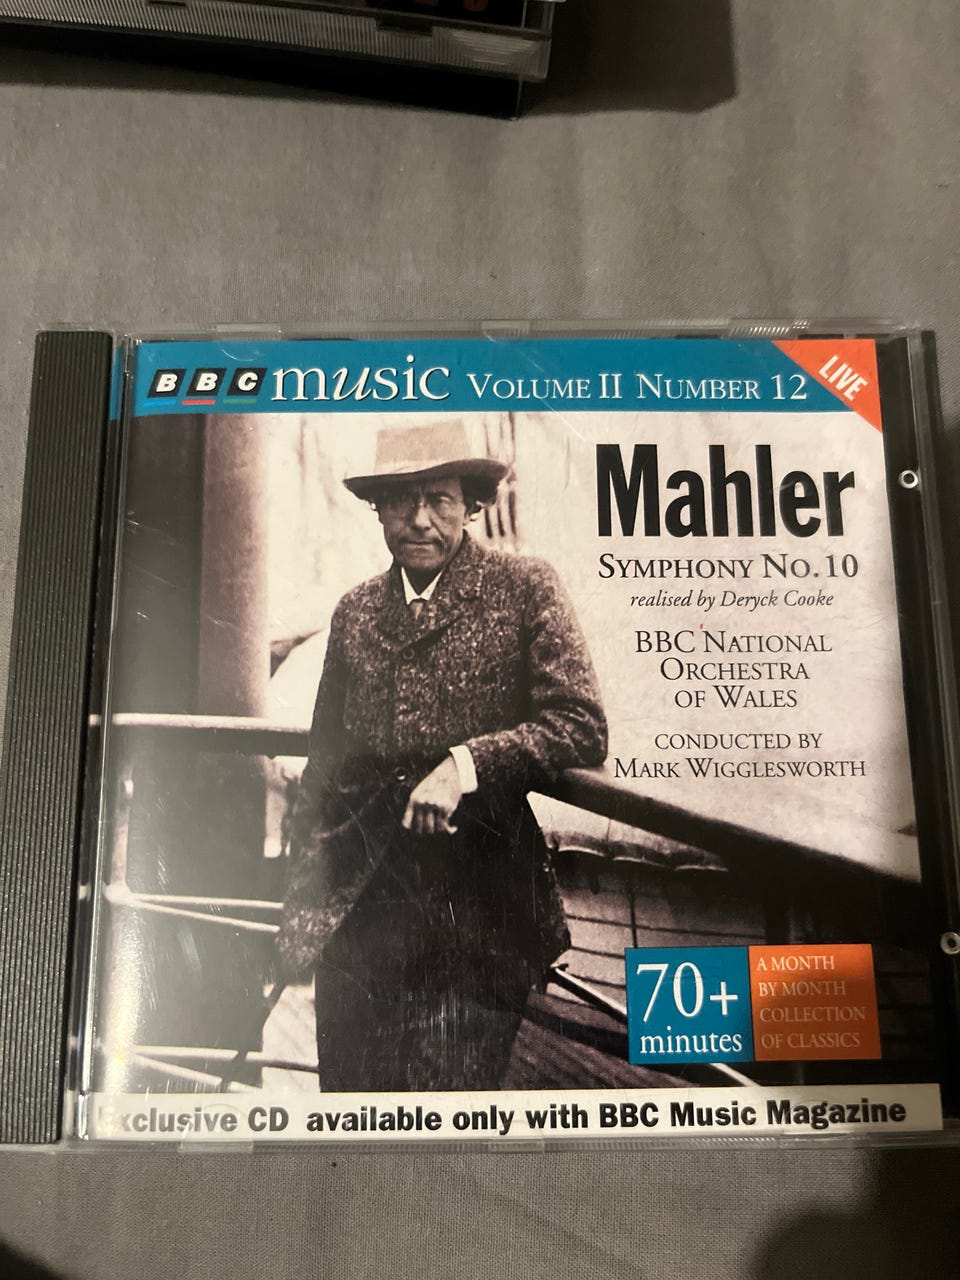 BBC music VOLUME II NUMBER 12
LIVE
Mahler
SYMPHONY NO. 10
realised by Deryck Cooke
BBC NATIONAL
ORCHESTRA
OF WALES
CONDUCTED BY
MARK WIGGLESWORTH
70+
minutes
A MONTH
BY MONTH
COLLECTION
OF CLASSICS
Exclusive CD available only with BBC Music Magazine